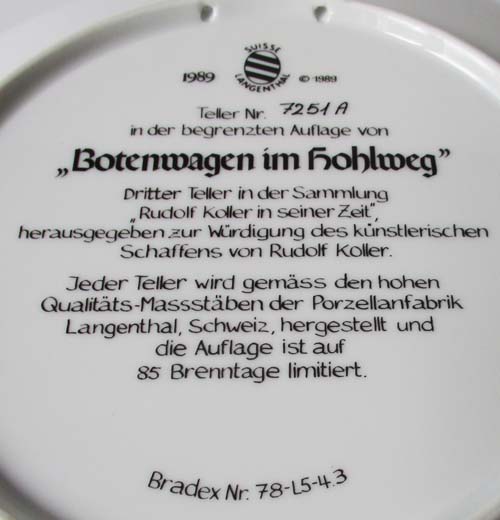 SUISSE
LANGENTHAL
1989 © 1989
Teller Nr. 7251 A
in der begrenzten Auflage von
„Botenwagen im Hohlweg”
Dritter Teller in der Sammlung
„Rudolf Koller in seiner Zeit”,
herausgegeben zur Würdigung des künstlerischen
Schaffens von Rudolf Koller.
Jeder Teller wird gemäss den hohen
Qualitäts-Massstäben der Porzellanfabrik
Langenthal, Schweiz, hergestellt und
die Auflage ist auf
85 Brenntage limitiert.
Bradex Nr. 78-L5-4.3